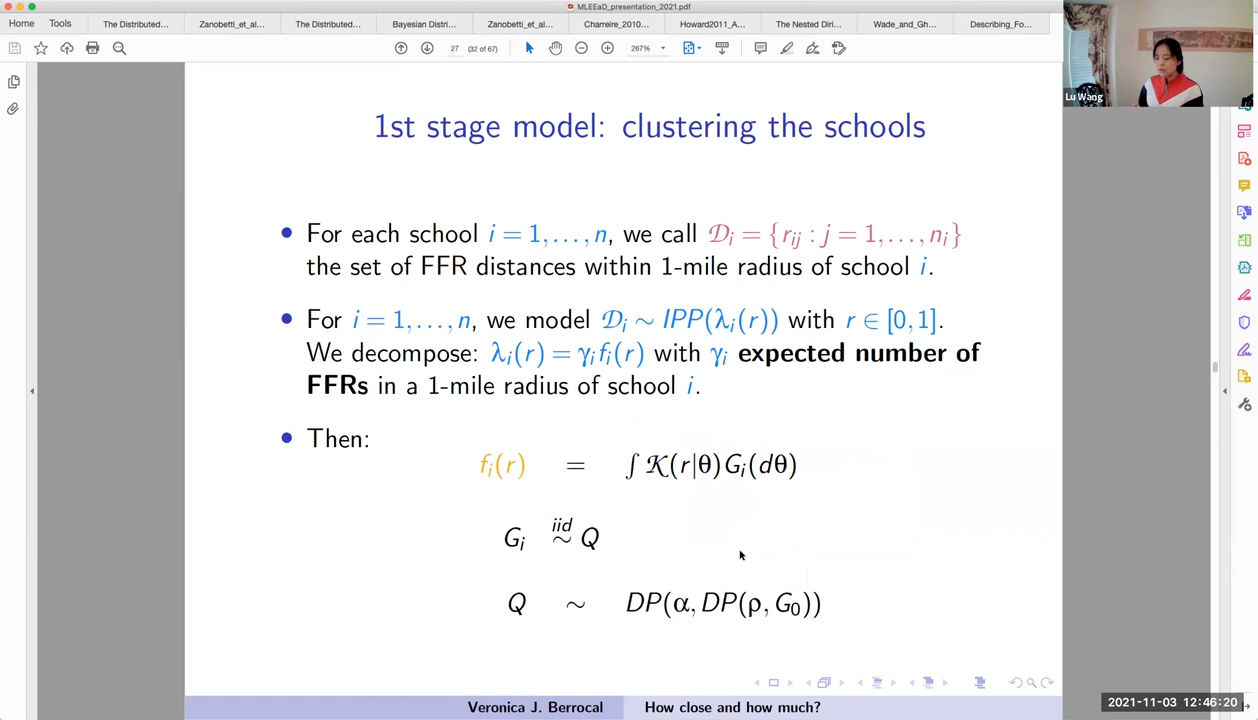 MLEEaD_presentation_2021.pdf
Home Tools The Distributed... Zanobetti_et_al... The Distributed... Bayesian Distri... Zanobetti_et_al... Charreire_2010... Howard2011_A... The Nested Diri... Wade_and_Gh... Describing_Fo...
27 (32 of 67) 267%
Lu Wang
1st stage model: clustering the schools
• For each school i = 1, . . . , n, we call 𝒟i = {rij : j = 1, . . . , ni}
the set of FFR distances within 1-mile radius of school i.
• For i = 1, . . . , n, we model 𝒟i ∼ IPP(λi(r)) with r ∈ [0, 1].
We decompose: λi(r) = γi fi(r) with γi expected number of
FFRs in a 1-mile radius of school i.
• Then:
fi(r) = ∫ 𝒦(r|θ)Gi(dθ)
Gi iid ∼ Q
Q ∼ DP(α, DP(ρ, G0))
Veronica J. Berrocal How close and how much?
2021-11-03 12:46:20